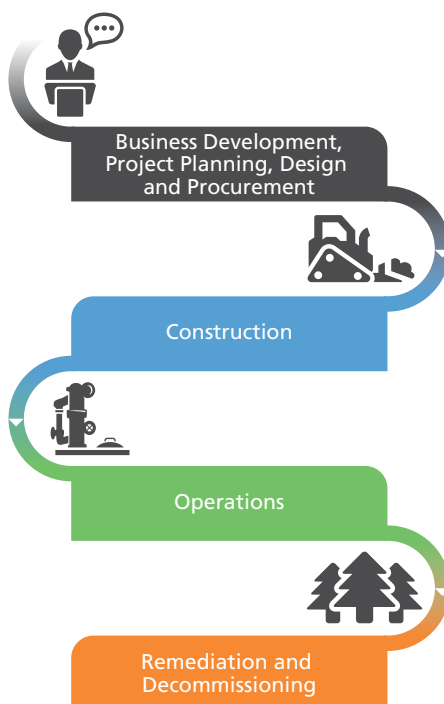 Business Development,
Project Planning, Design
and Procurement
Construction
Operations
Remediation and
Decommissioning